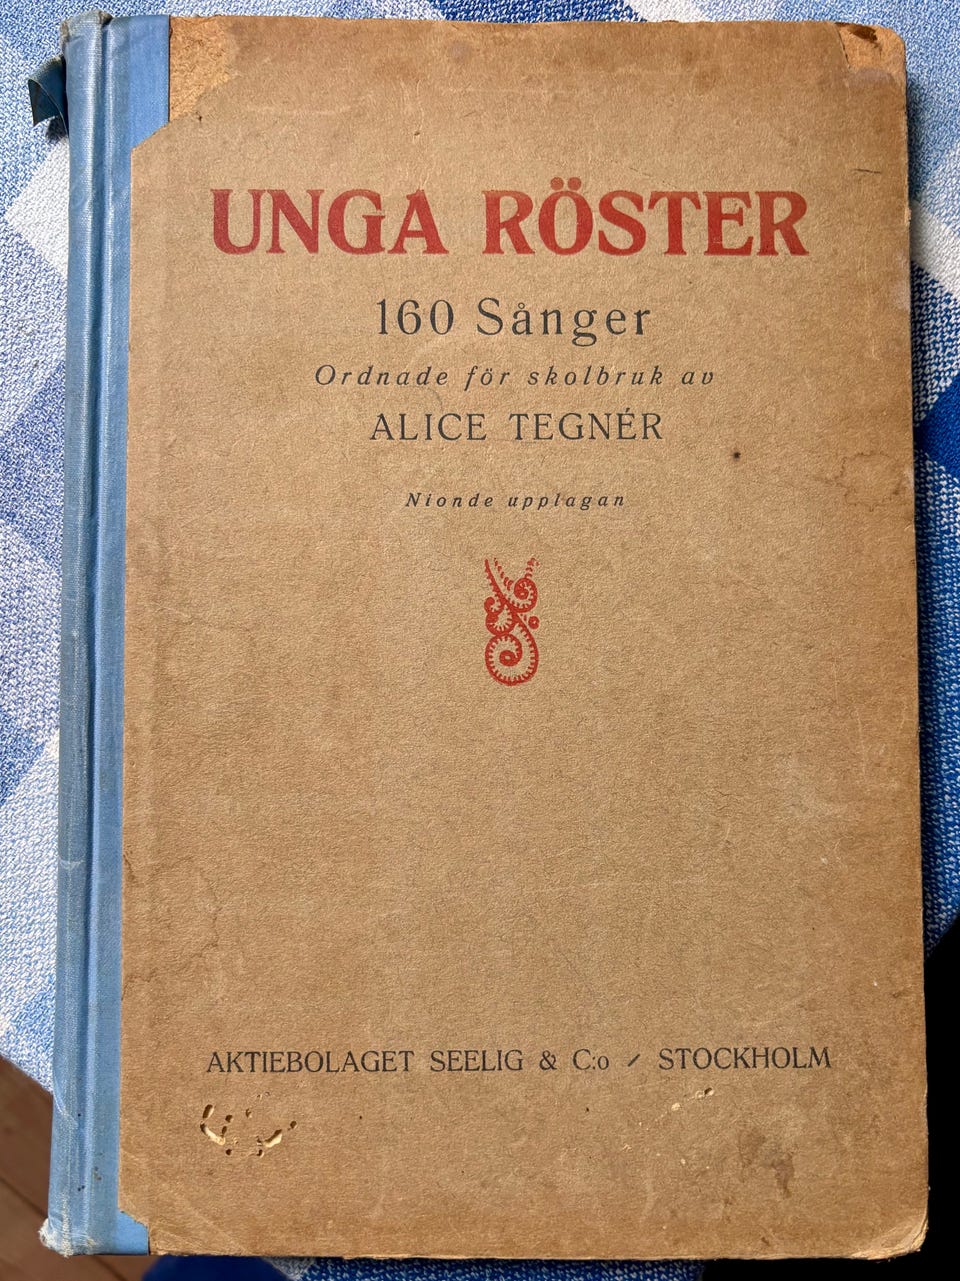 UNGA RÖSTER
160 Sånger
Ordnade för skolbruk av
ALICE TEGNÉR
Nionde upplagan
AKTIEBOLAGET SEELIG & C:o / STOCKHOLM